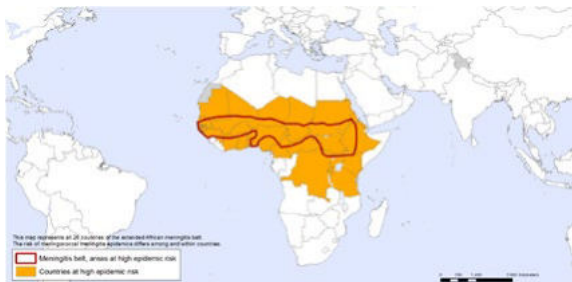 This map represents all 26 countries of the extended African meningitis belt.
The risk of meningococcal meningitis epidemics differs among and within countries.
Meningitis belt, areas at high epidemic risk
Countries at high epidemic risk